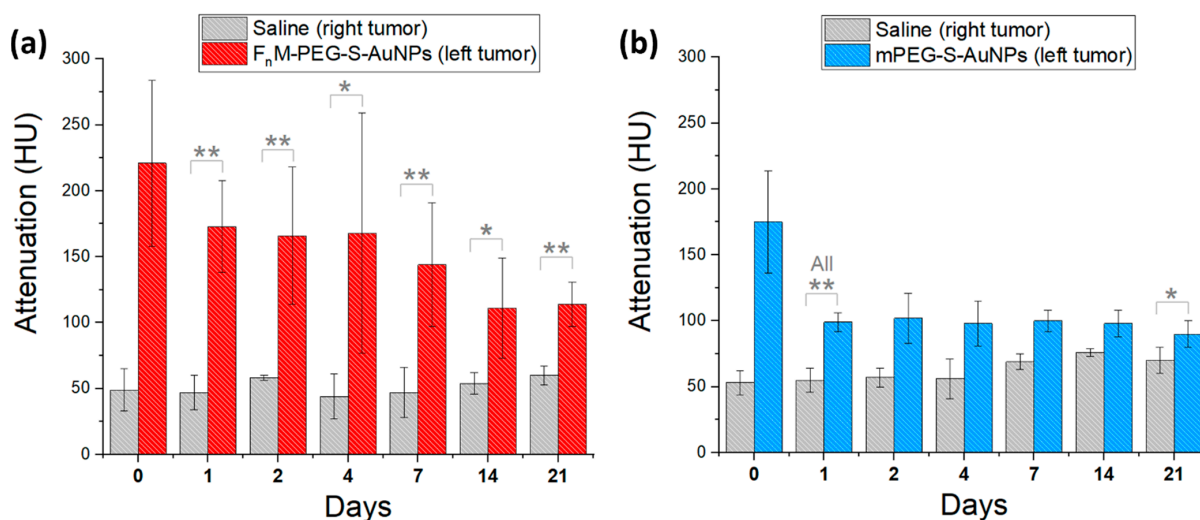 (a)
Saline (right tumor)
FnM-PEG-S-AuNPs (left tumor)
Attenuation (HU)
300
250
200
150
100
50
0
**
**
*
**
*
**
0 1 2 4 7 14 21
Days
(b)
Saline (right tumor)
mPEG-S-AuNPs (left tumor)
Attenuation (HU)
300
250
200
150
100
50
0
All
**
*
0 1 2 4 7 14 21
Days